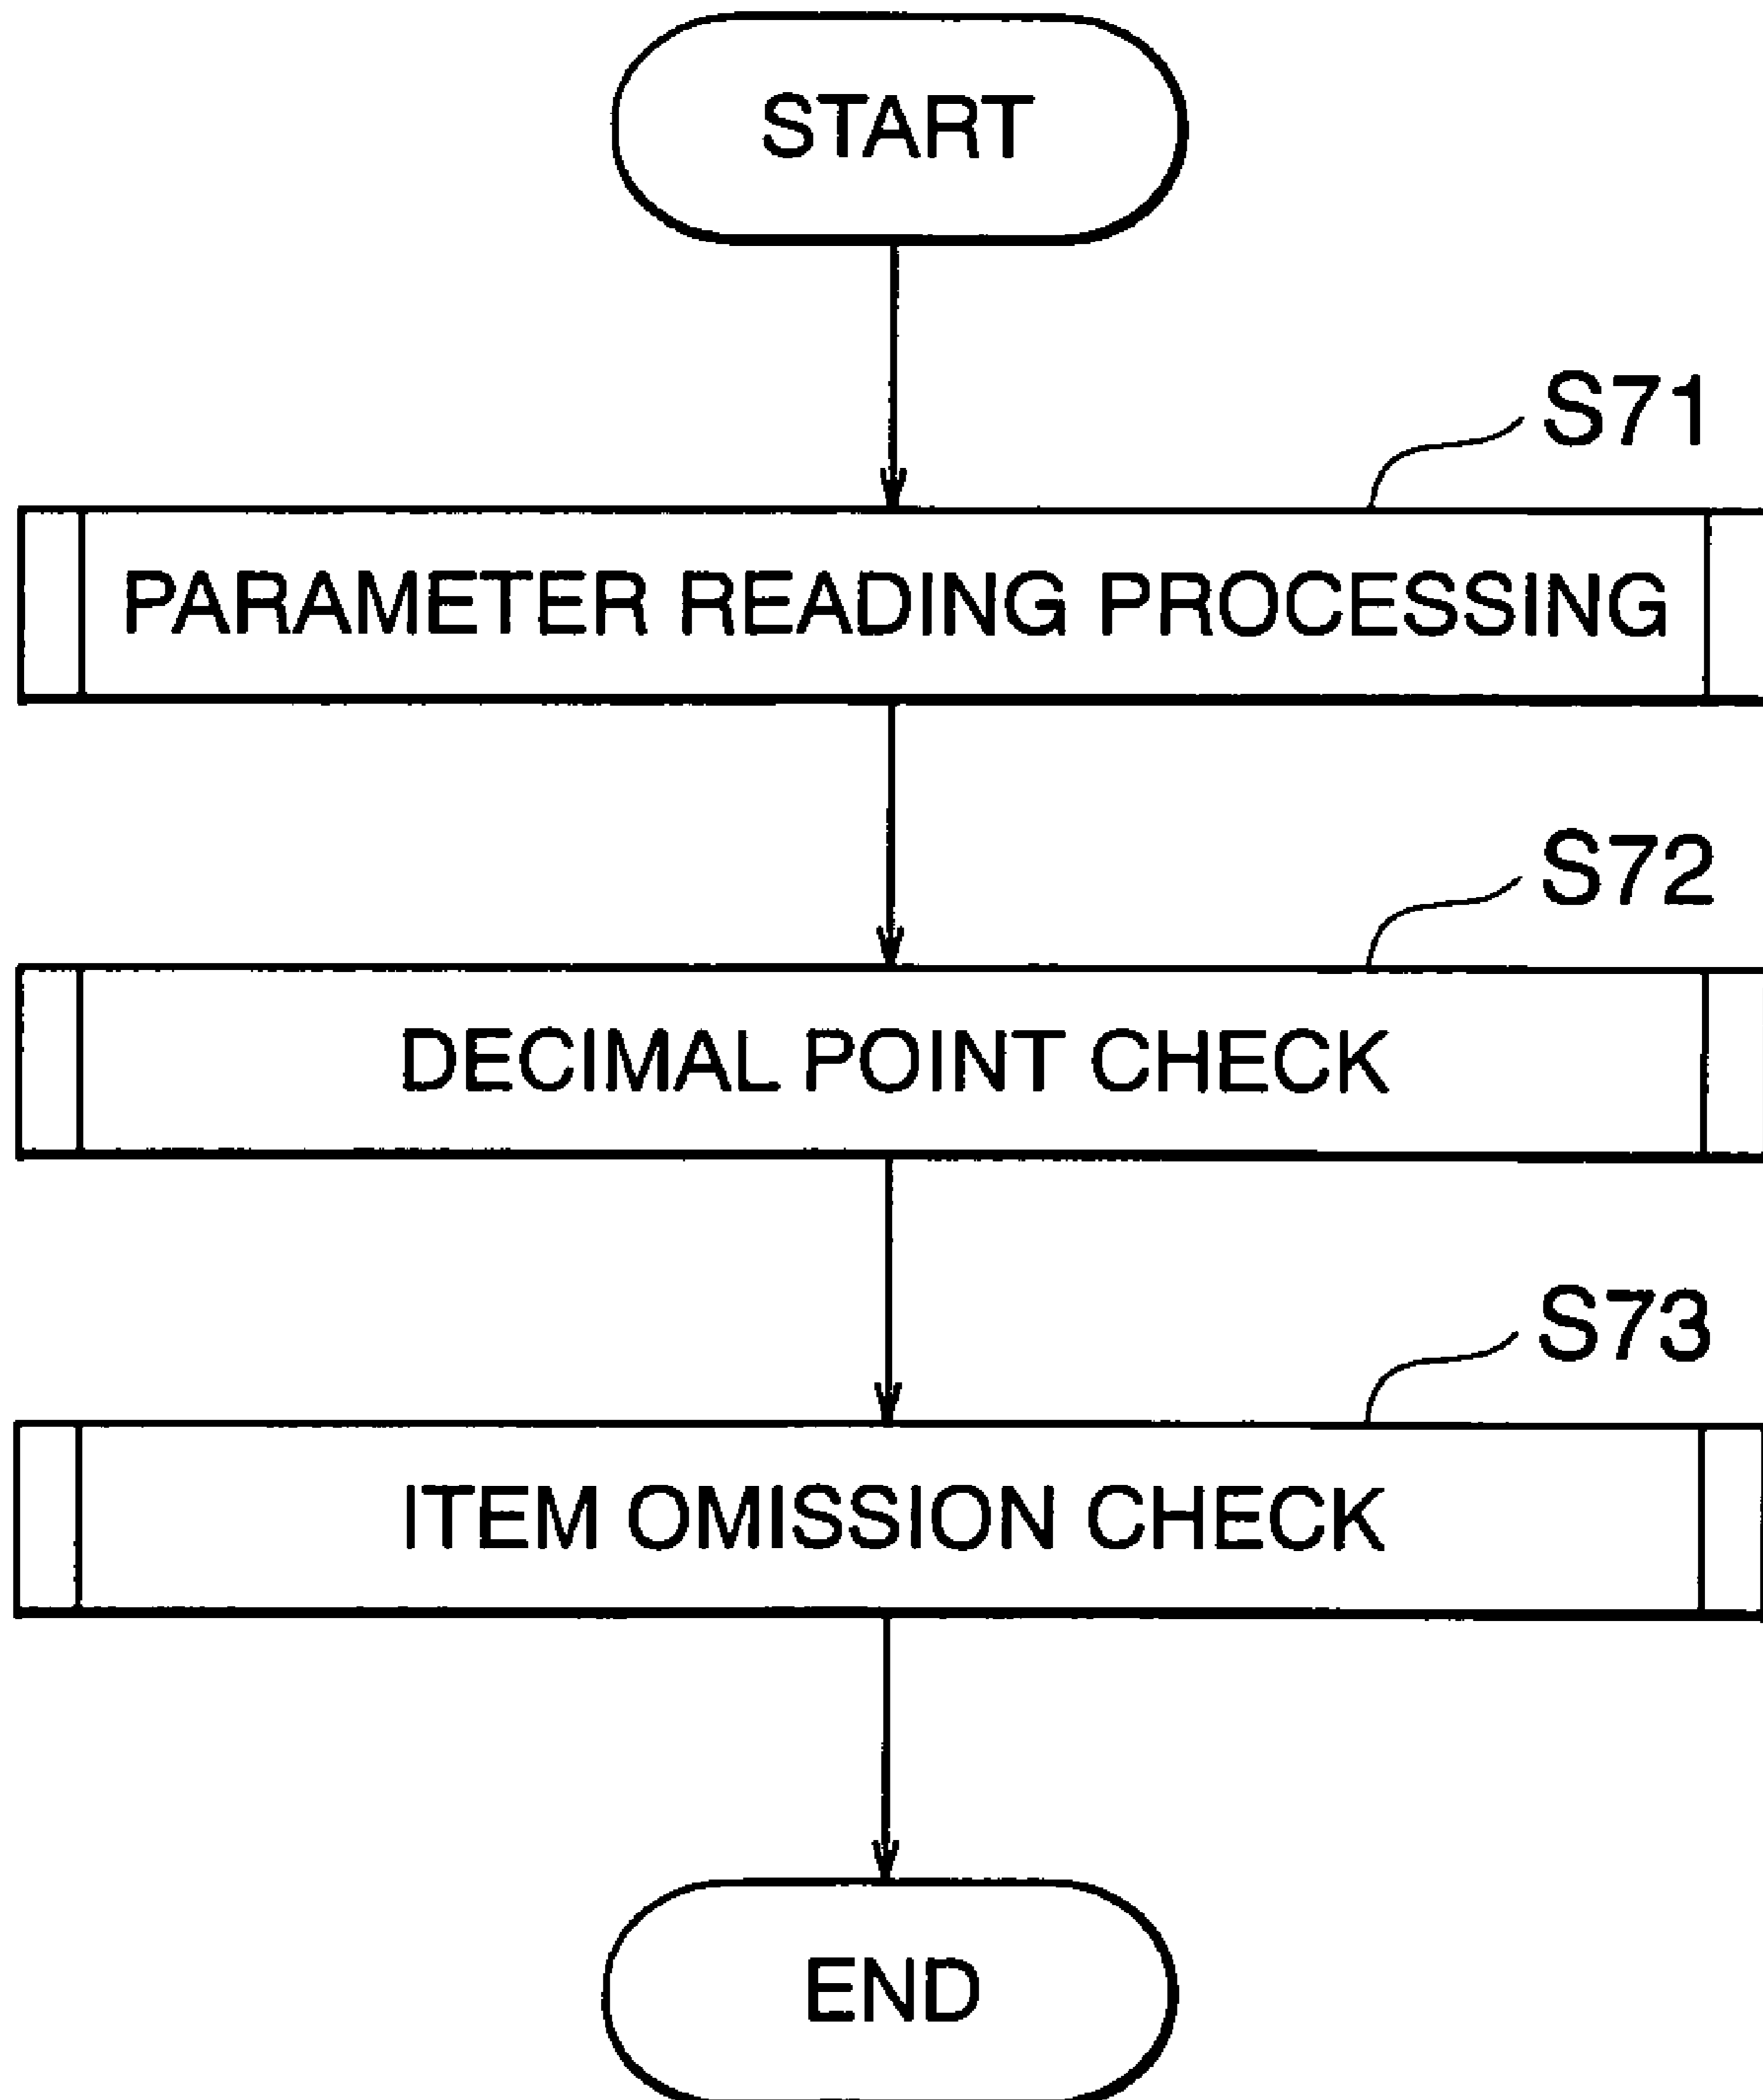 START
S71
PARAMETER READING PROCESSING
S72
DECIMAL POINT CHECK
S73
ITEM OMISSION CHECK
END